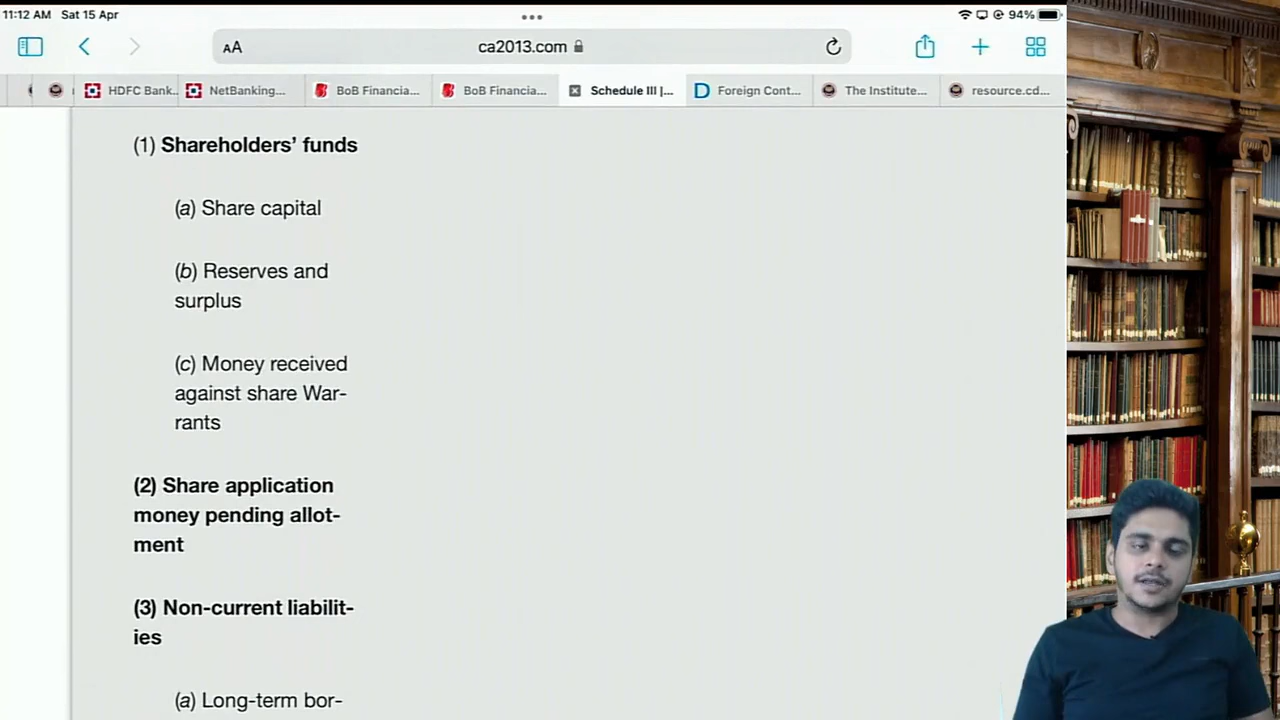 11:12 AM Sat 15 Apr
94%
AA
ca2013.com
HDFC Bank..
NetBanking...
BoB Financia...
BoB Financia...
Schedule III |...
Foreign Cont...
The Institute...
resource.cd...
(1) Shareholders’ funds
(a) Share capital
(b) Reserves and
surplus
(c) Money received
against share War-
rants
(2) Share application
money pending allot-
ment
(3) Non-current liabilit-
ies
(a) Long-term bor-